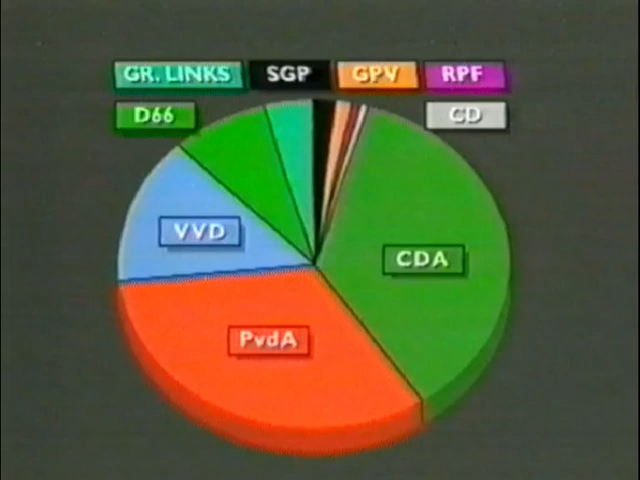 GR. LINKS SGP GPV RPF
D66 CD
VVD
CDA
PvdA